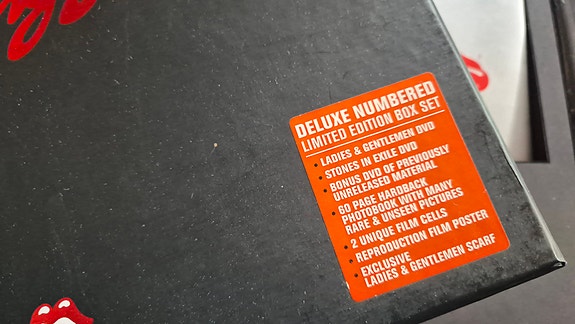 DELUXE NUMBERED
LIMITED EDITION BOX SET
• LADIES & GENTLEMEN DVD
• STONES IN EXILE DVD
• BONUS DVD OF PREVIOUSLY
UNRELEASED MATERIAL
• 60 PAGE HARDBACK
PHOTOBOOK WITH MANY
RARE & UNSEEN PICTURES
• 2 UNIQUE FILM CELLS
• REPRODUCTION FILM POSTER
• EXCLUSIVE
LADIES & GENTLEMEN SCARF